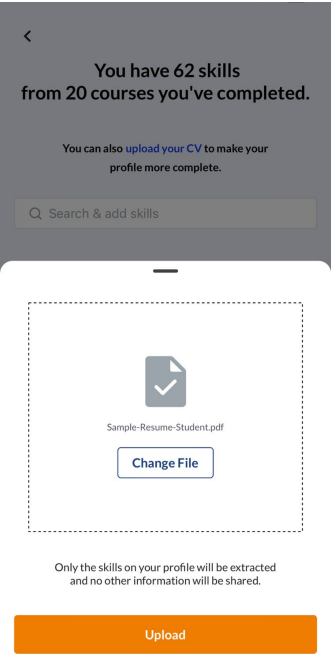 You have 62 skills
from 20 courses you've completed.
You can also upload your CV to make your
profile more complete.
Search & add skills
Sample-Resume-Student.pdf
Change File
Only the skills on your profile will be extracted
and no other information will be shared.
Upload